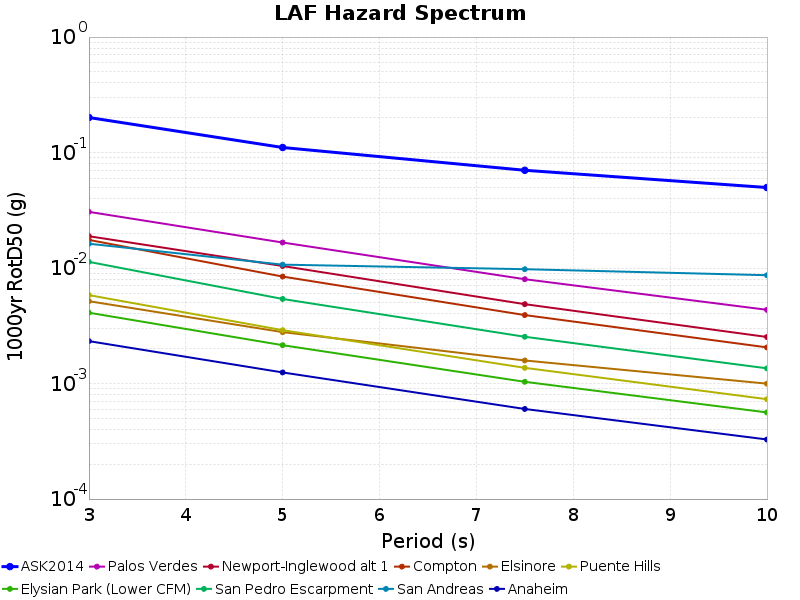 LAF Hazard Spectrum
10^0
10^-1
10^-2
10^-3
10^-4
1000yr RotD50 (g)
3 4 5 6 7 8 9 10
Period (s)
ASK2014 Palos Verdes Newport-Inglewood alt 1 Compton Elsinore Puente Hills
Elysian Park (Lower CFM) San Pedro Escarpment San Andreas Anaheim